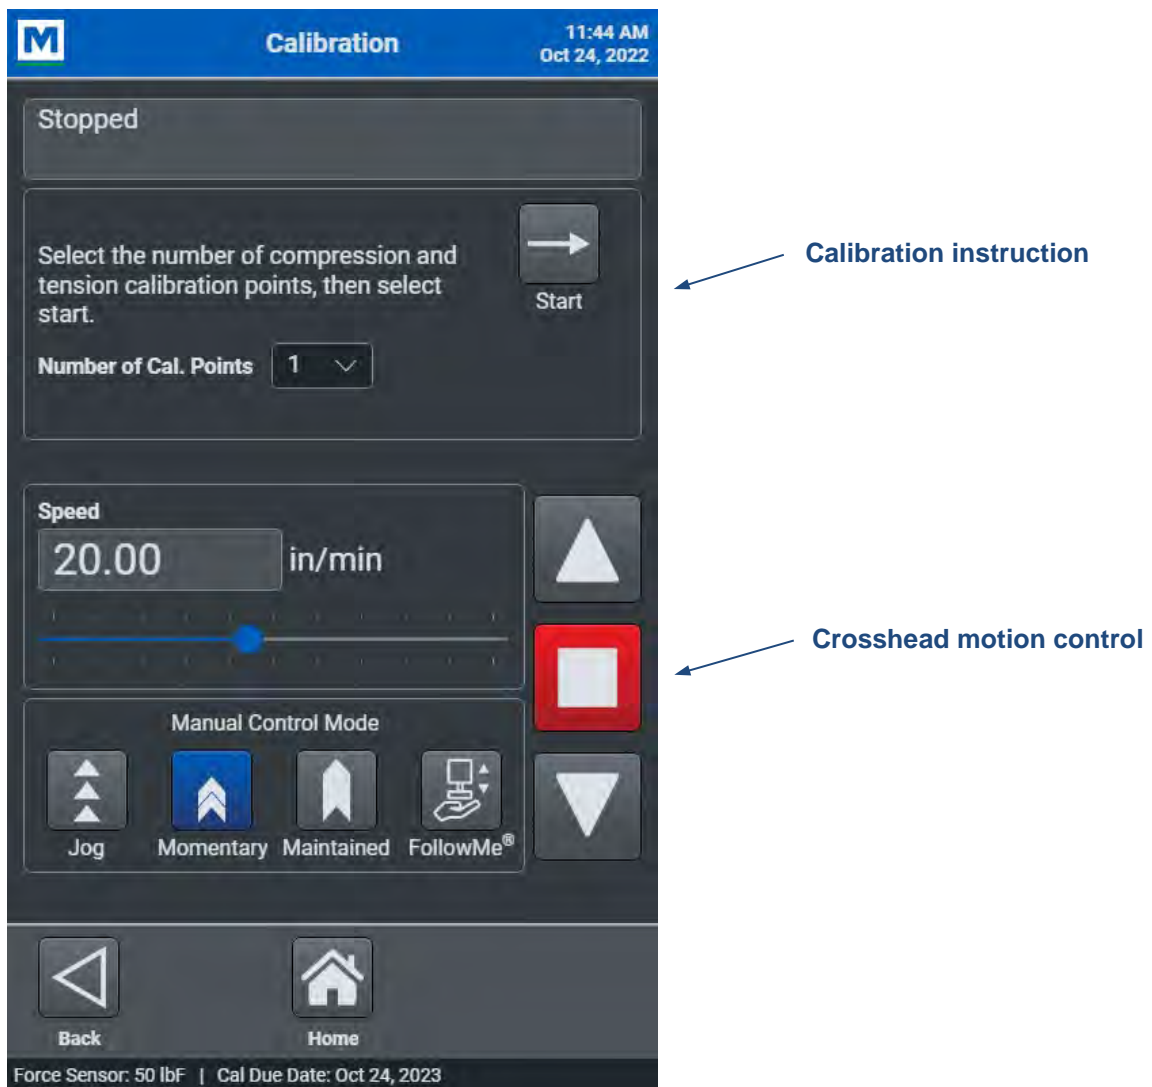 M
Calibration
11:44 AM
Oct 24, 2022
Stopped
Select the number of compression and
tension calibration points, then select
start.
Start
Number of Cal. Points 1
Calibration instruction
Speed
20.00 in/min
Crosshead motion control
Manual Control Mode
Jog Momentary Maintained FollowMe®
Back Home
Force Sensor: 50 lbF | Cal Due Date: Oct 24, 2023